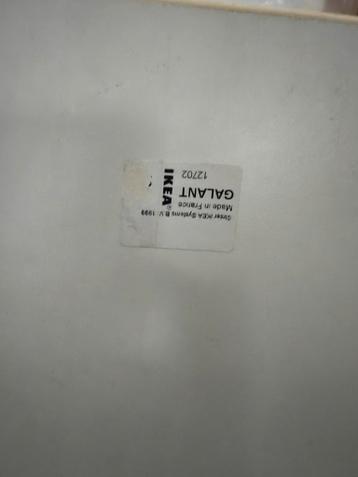 ©Inter IKEA Systems B.V. 1999
Made in France
GALANT
12702
IKEA®